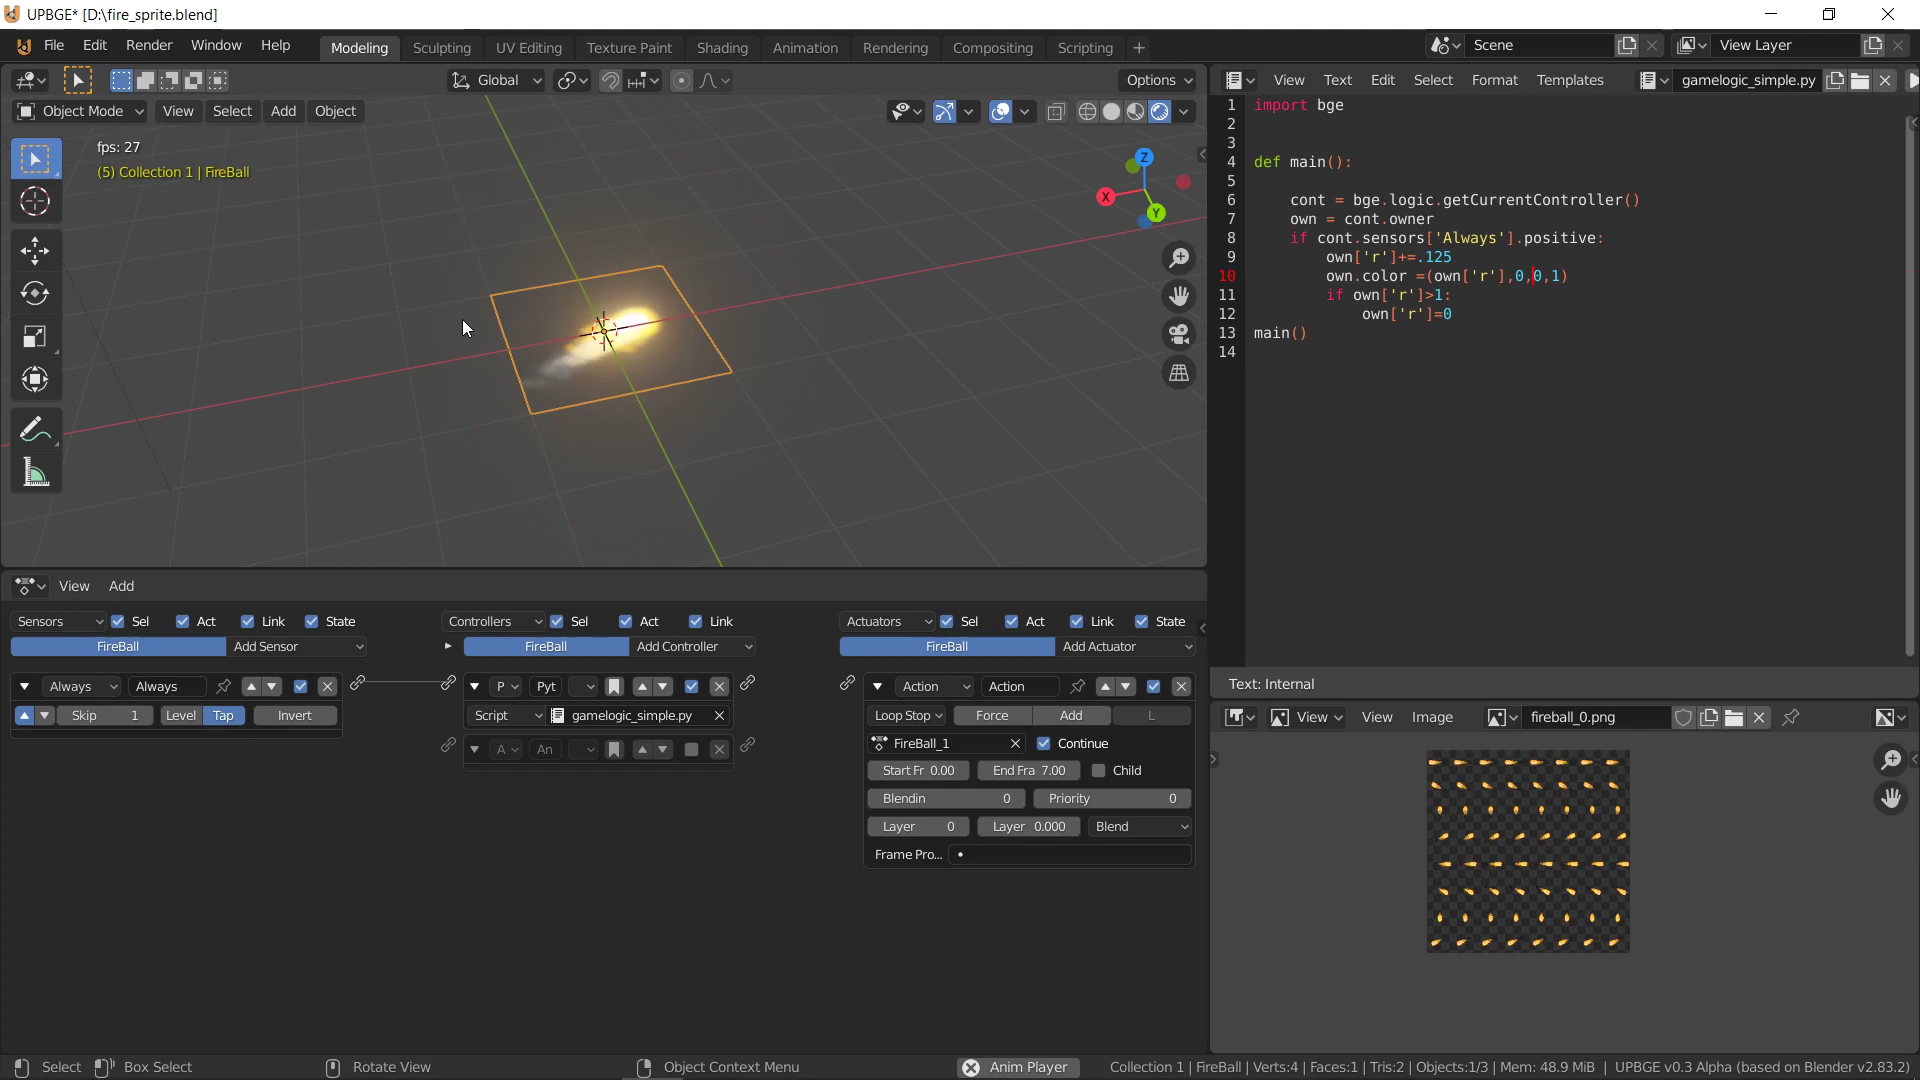 UPBGE* [D:\fire_sprite.blend]
File Edit Render Window Help Modeling Sculpting UV Editing Texture Paint Shading Animation Rendering Compositing Scripting + Scene View Layer
Global Options
Object Mode View Select Add Object
fps: 27
(5) Collection 1 | FireBall
Z
X
Y
View Text Edit Select Format Templates gamelogic_simple.py
1 import bge
2
3
4 def main():
5
6 cont = bge.logic.getCurrentController()
7 own = cont.owner
8 if cont.sensors['Always'].positive:
9 own['r']+=.125
10 own.color =(own['r'],0,0,1)
11 if own['r']>1:
12 own['r']=0
13 main()
14
Text: Internal
View Add
Sensors Sel Act Link State Controllers Sel Act Link Actuators Sel Act Link State
FireBall Add Sensor FireBall Add Controller FireBall Add Actuator
Always Always P Pyt Action Action
Skip 1 Level Tap Invert Script gamelogic_simple.py Loop Stop Force Add L
A An FireBall_1 Continue
Start Fr 0.00 End Fra 7.00 Child
Blendin 0 Priority 0
Layer 0 Layer 0.000 Blend
Frame Pro...
View View Image fireball_0.png
Select Box Select Rotate View Object Context Menu Anim Player Collection 1 | FireBall | Verts:4 | Faces:1 | Tris:2 | Objects:1/3 | Mem: 48.9 MiB | UPBGE v0.3 Alpha (based on Blender v2.83.2)